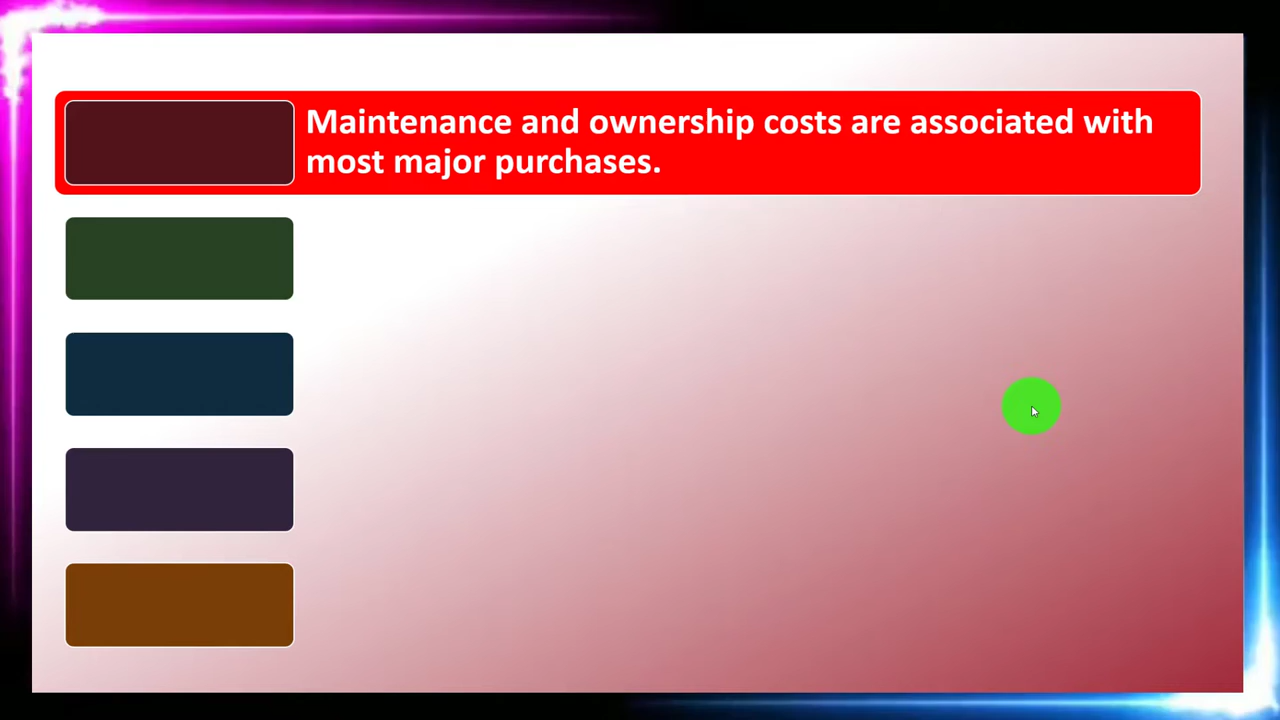 Maintenance and ownership costs are associated with
most major purchases.